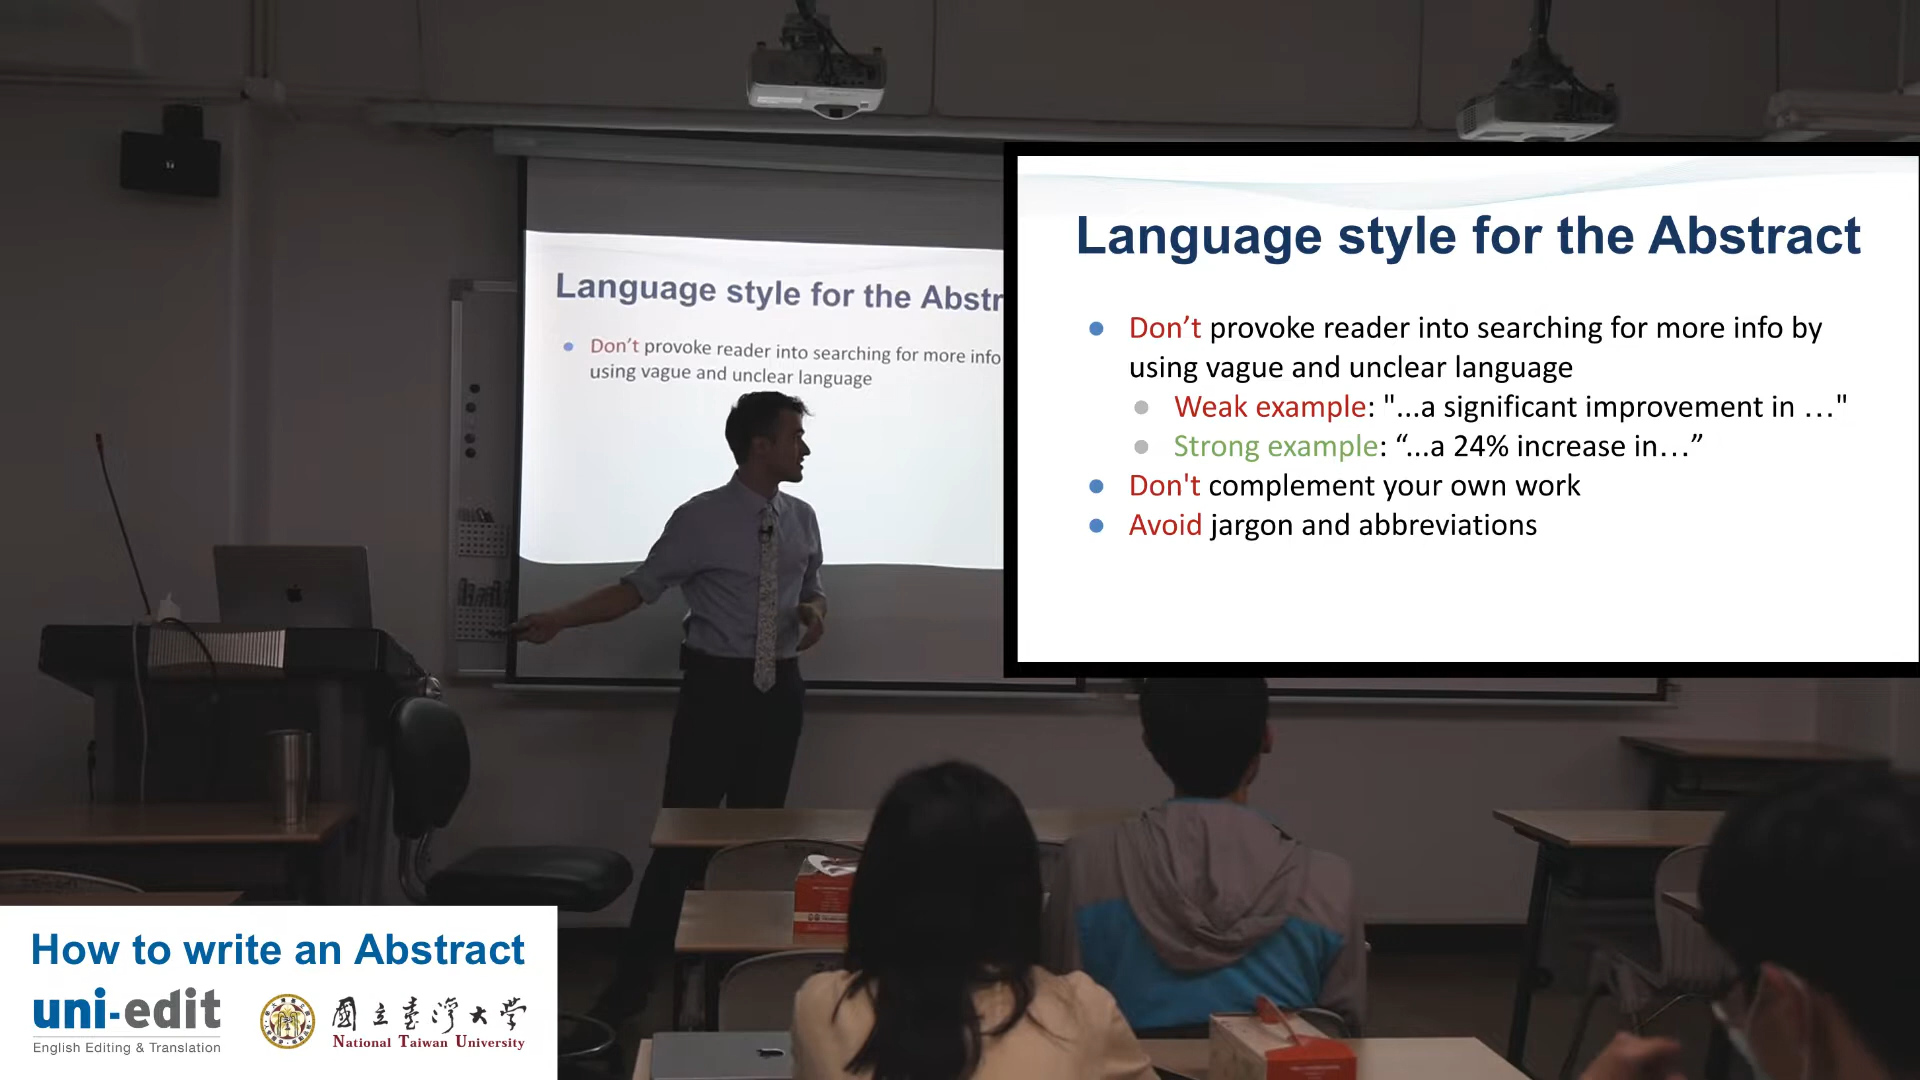 Language style for the Abstr
Don't provoke reader into searching for more info
using vague and unclear language
Language style for the Abstract
Don’t provoke reader into searching for more info by
using vague and unclear language
Weak example: "...a significant improvement in …"
Strong example: “...a 24% increase in…”
Don't complement your own work
Avoid jargon and abbreviations
How to write an Abstract
uni-edit
English Editing & Translation
國立臺灣大學
National Taiwan University